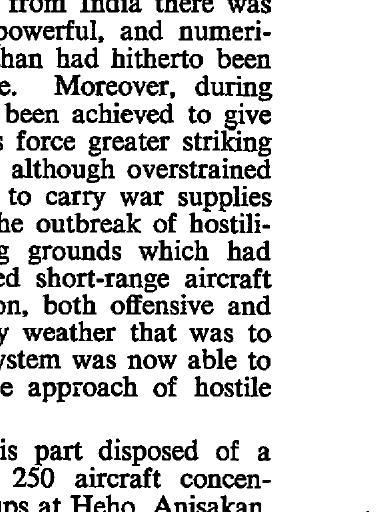 from India there was
powerful, and numeri-
than had hitherto been
e. Moreover, during
been achieved to give
s force greater striking
although overstrained
to carry war supplies
he outbreak of hostili-
g grounds which had
ed short-range aircraft
on, both offensive and
y weather that was to
ystem was now able to
e approach of hostile
is part disposed of a
250 aircraft concen-
ups at Heho, Anisakan,